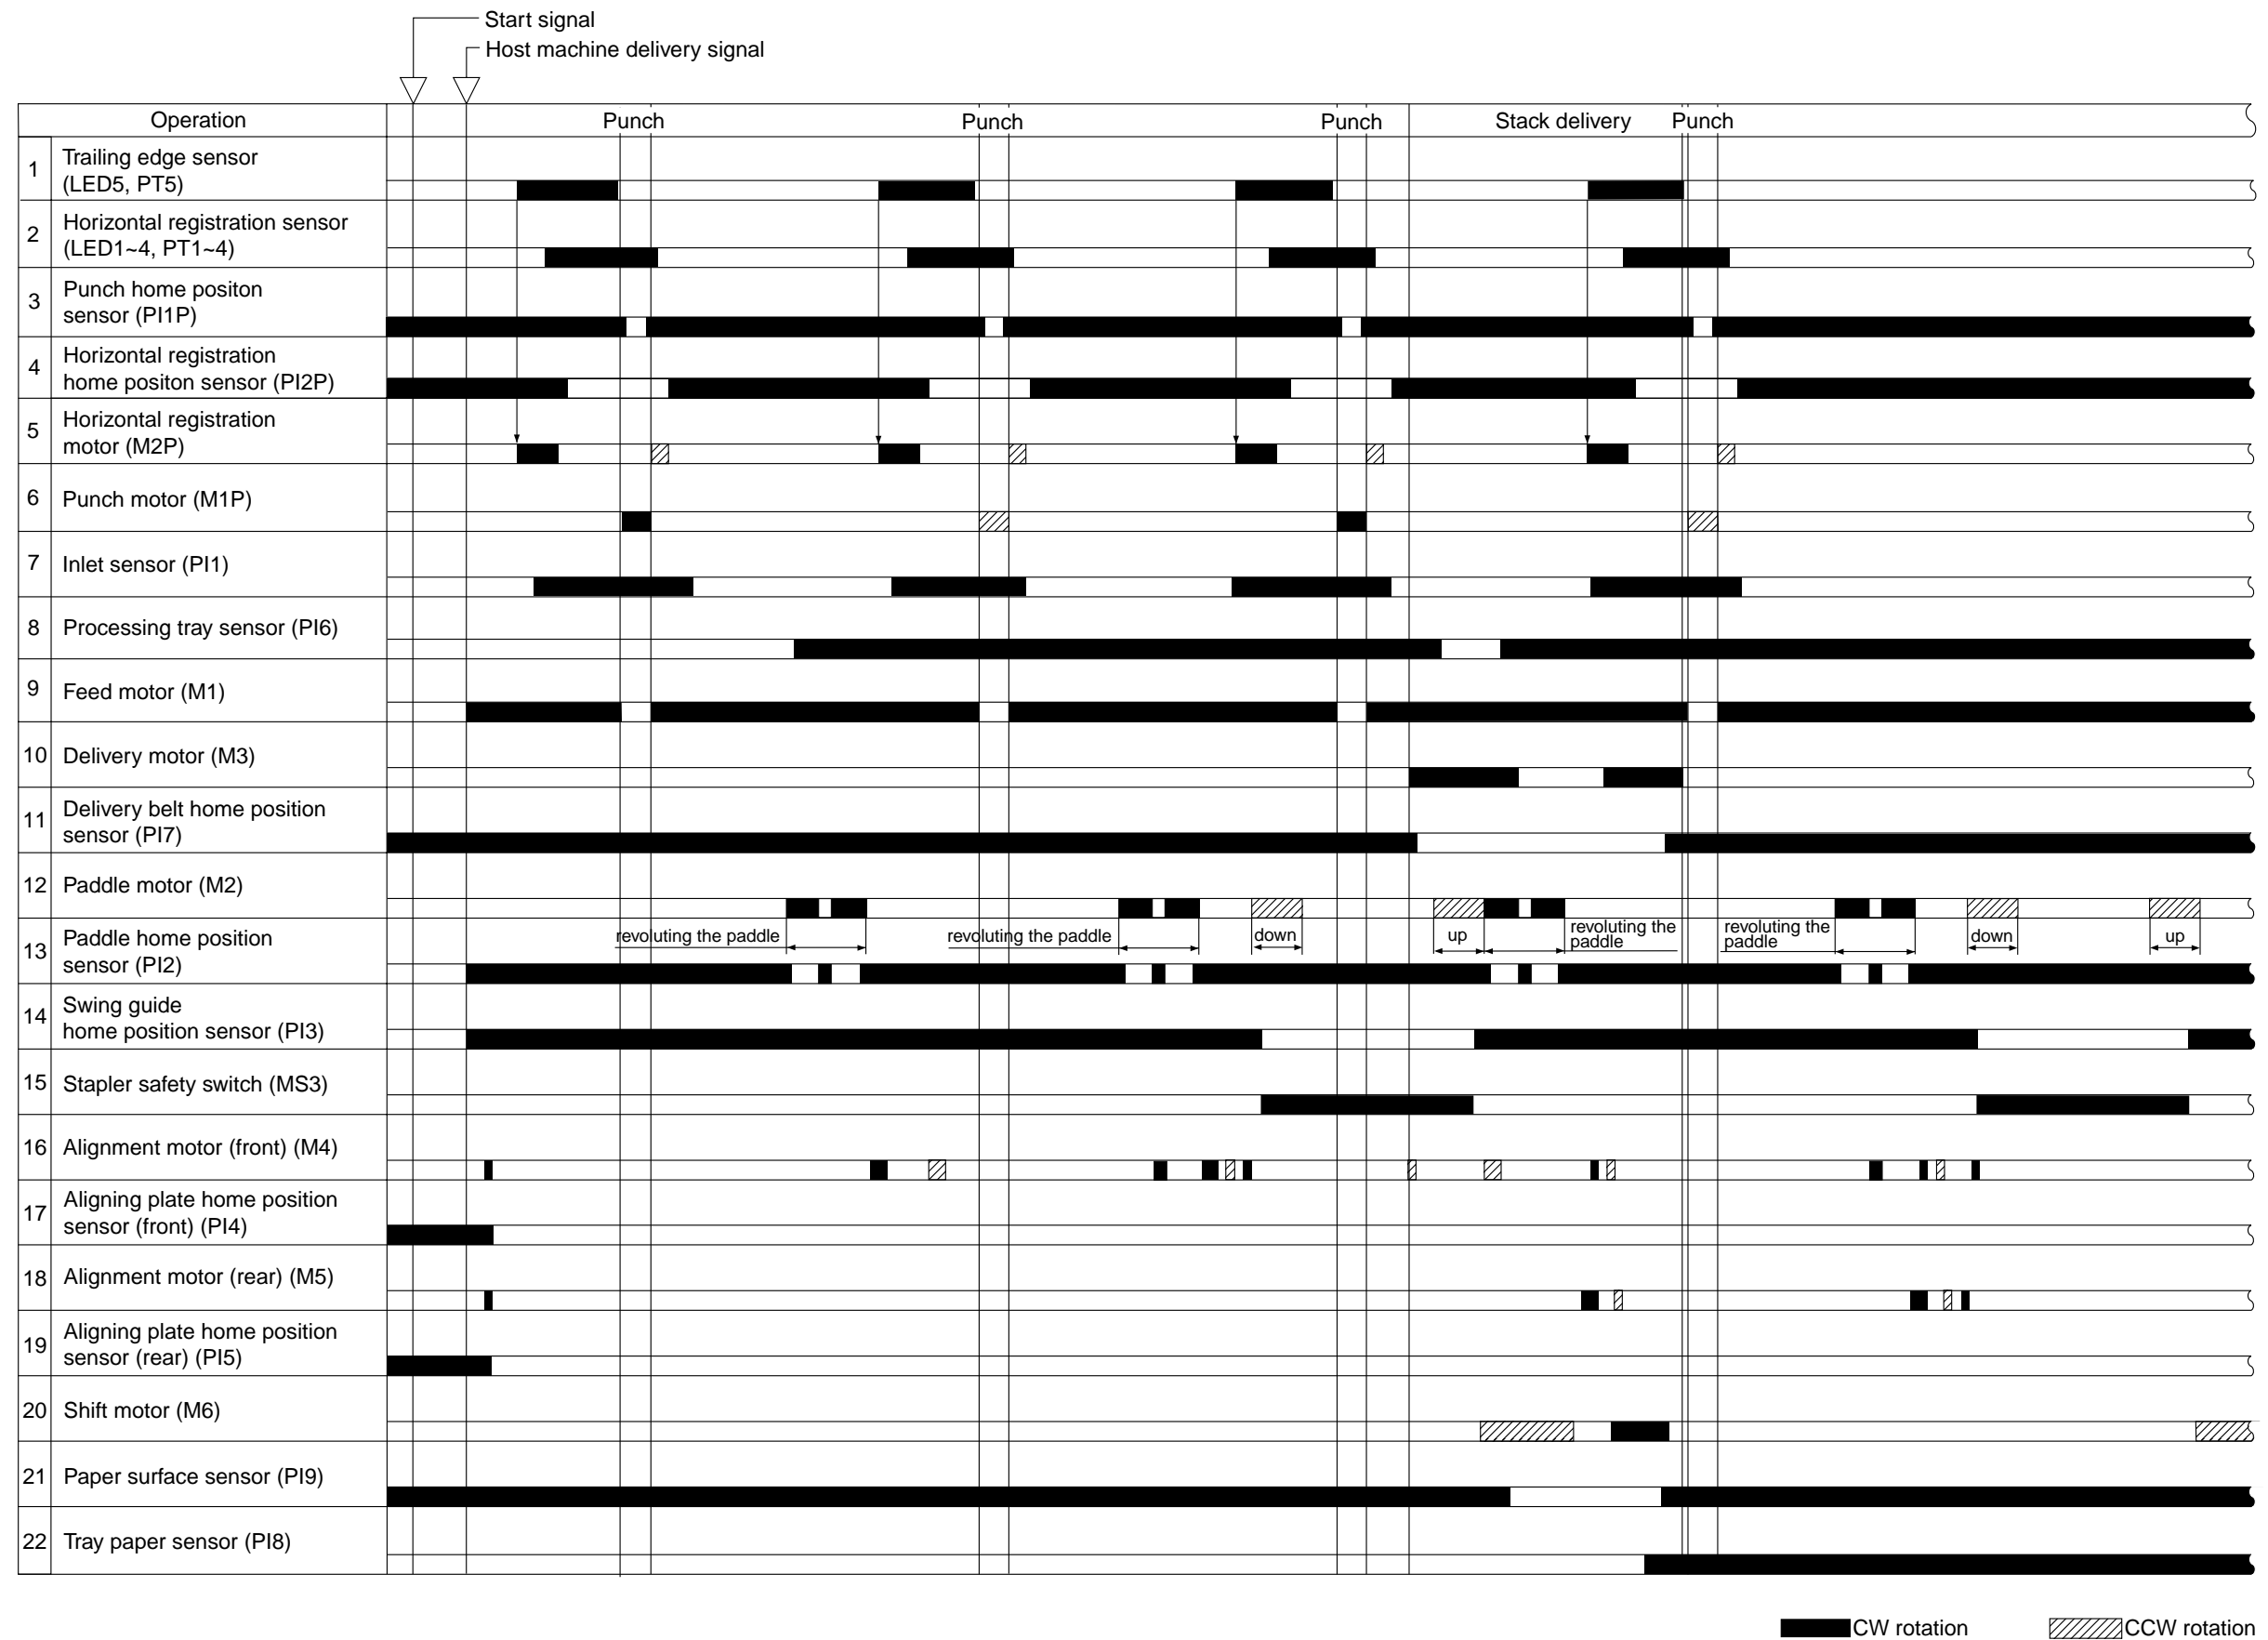 Start signal
Host machine delivery signal
Operation Punch Punch Punch Stack delivery Punch
1 Trailing edge sensor
(LED5, PT5)
2 Horizontal registration sensor
(LED1~4, PT1~4)
3 Punch home positon
sensor (PI1P)
4 Horizontal registration
home positon sensor (PI2P)
5 Horizontal registration
motor (M2P)
6 Punch motor (M1P)
7 Inlet sensor (PI1)
8 Processing tray sensor (PI6)
9 Feed motor (M1)
10 Delivery motor (M3)
11 Delivery belt home position
sensor (PI7)
12 Paddle motor (M2)
revoluting the paddle revoluting the paddle down up revoluting the
paddle revoluting the
paddle down up
13 Paddle home position
sensor (PI2)
14 Swing guide
home position sensor (PI3)
15 Stapler safety switch (MS3)
16 Alignment motor (front) (M4)
17 Aligning plate home position
sensor (front) (PI4)
18 Alignment motor (rear) (M5)
19 Aligning plate home position
sensor (rear) (PI5)
20 Shift motor (M6)
21 Paper surface sensor (PI9)
22 Tray paper sensor (PI8)
CW rotation CCW rotation